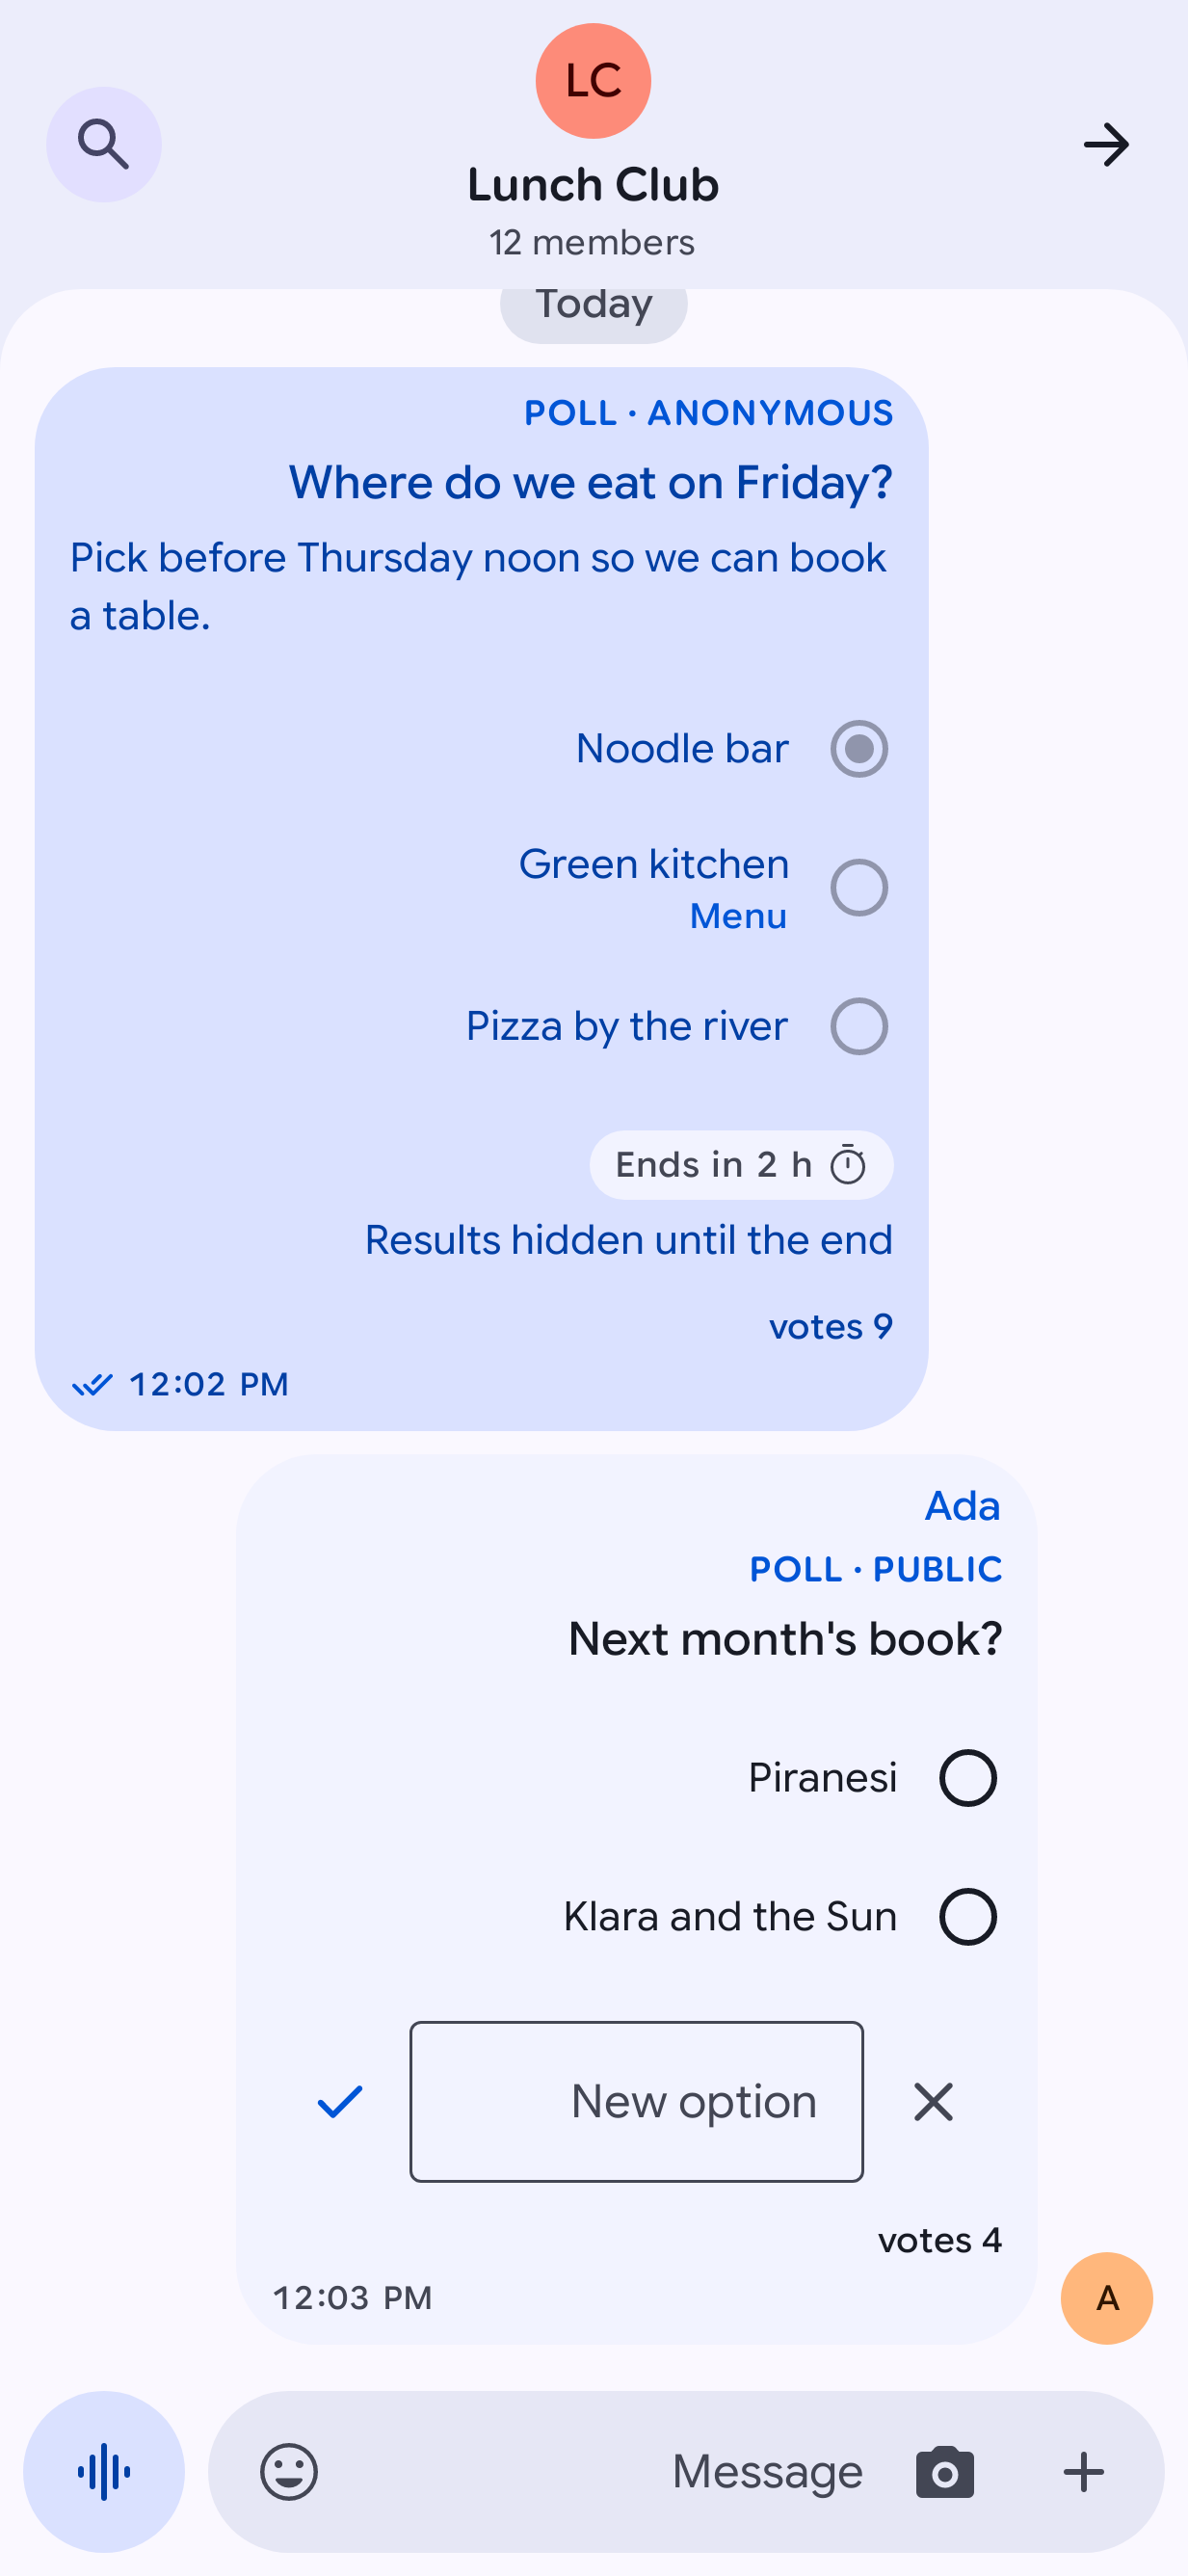 LC
Lunch Club
12 members
Today
POLL · ANONYMOUS
Where do we eat on Friday?
Pick before Thursday noon so we can book
a table.
Noodle bar
Green kitchen
Menu
Pizza by the river
Ends in 2 h
Results hidden until the end
votes 9
12:02 PM
Ada
POLL · PUBLIC
Next month's book?
Piranesi
Klara and the Sun
New option
votes 4
12:03 PM
A
Message